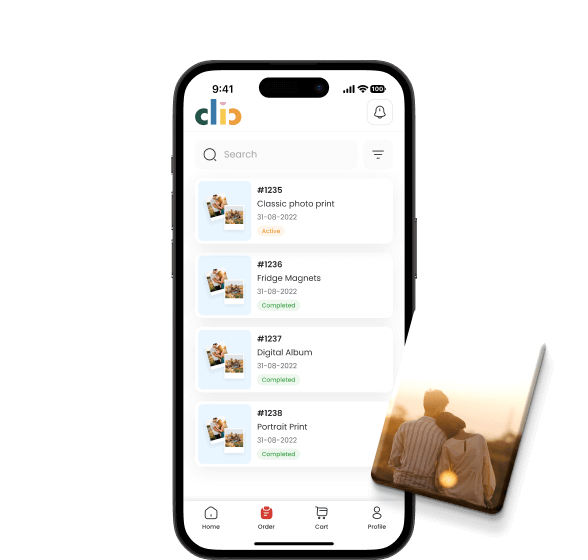 9:41
100
clip
Search
#1235
Classic photo print
31-08-2022
Active
#1236
Fridge Magnets
31-08-2022
Completed
#1237
Digital Album
31-08-2022
Completed
#1238
Portrait Print
31-08-2022
Completed
Home
Order
Cart
Profile